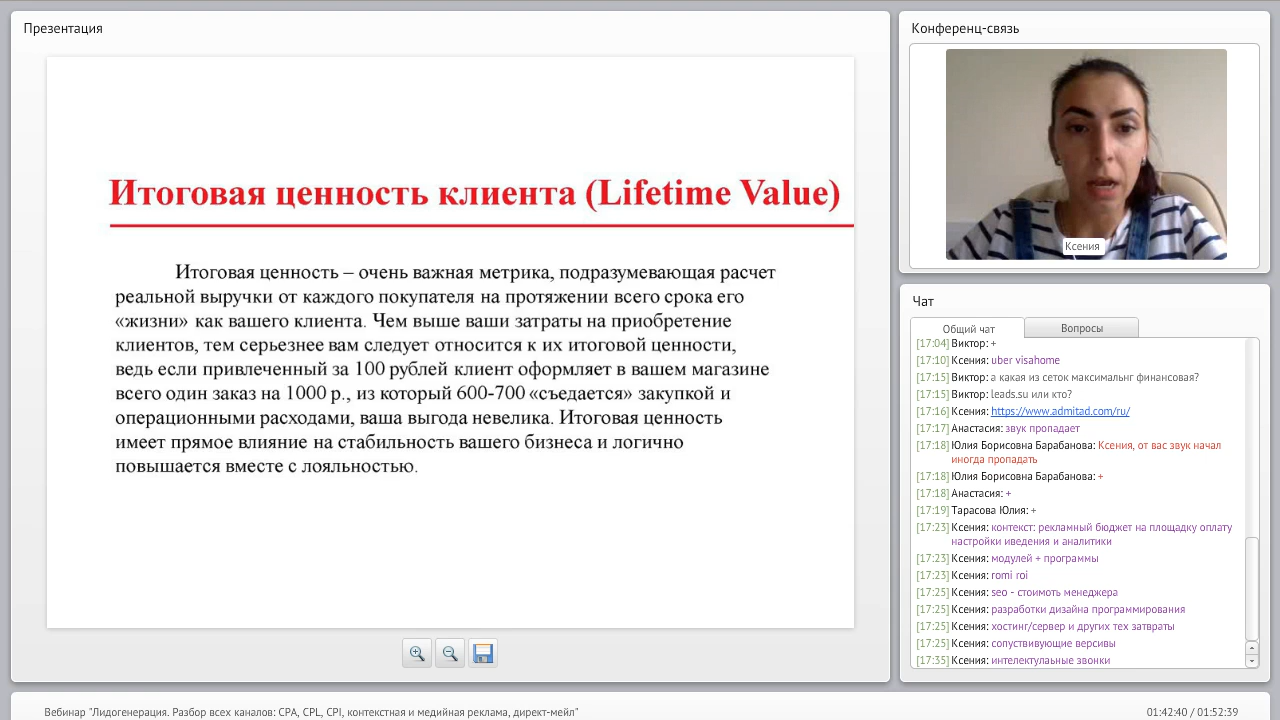 Презентация
Итоговая ценность клиента (Lifetime Value)
Итоговая ценность – очень важная метрика, подразумевающая расчет
реальной выручки от каждого покупателя на протяжении всего срока его
«жизни» как вашего клиента. Чем выше ваши затраты на приобретение
клиентов, тем серьезнее вам следует относится к их итоговой ценности,
ведь если привлеченный за 100 рублей клиент оформляет в вашем магазине
всего один заказ на 1000 р., из который 600-700 «съедается» закупкой и
операционными расходами, ваша выгода невелика. Итоговая ценность
имеет прямое влияние на стабильность вашего бизнеса и логично
повышается вместе с лояльностью.
Конференц-связь
Ксения
Чат
Общий чат
Вопросы
[17:04] Виктор: +
[17:10] Ксения: uber visahome
[17:15] Виктор: а какая из сеток максимальнг финансовая?
[17:15] Виктор: leads.su или кто?
[17:16] Ксения: https://www.admitad.com/ru/
[17:17] Анастасия: звук пропадает
[17:18] Юлия Борисовна Барабанова: Ксения, от вас звук начал
иногда пропадать
[17:18] Юлия Борисовна Барабанова: +
[17:18] Анастасия: +
[17:19] Тарасова Юлия: +
[17:23] Ксения: контекст: рекламный бюджет на площадку оплату
настройки иведения и аналитики
[17:23] Ксения: модулей + программы
[17:23] Ксения: romi roi
[17:25] Ксения: seo - стоимоть менеджера
[17:25] Ксения: разработки дизайна программирования
[17:25] Ксения: хостинг/сервер и других тех затвраты
[17:25] Ксения: сопуствивующие версивы
[17:35] Ксения: интелектулаьные звонки
Вебинар "Лидогенерация. Разбор всех каналов: CPA, CPL, CPI, контекстная и медийная реклама, директ-мейл"
01:42:40 / 01:52:39